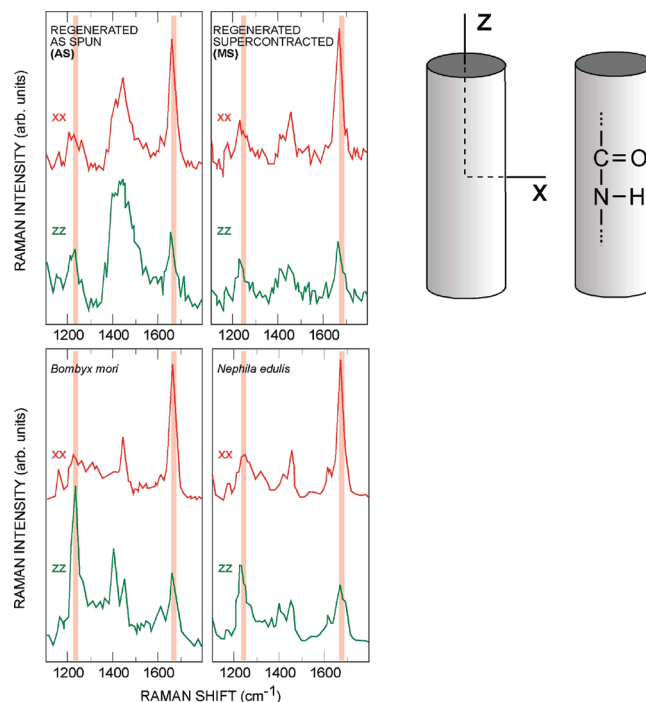 REGENERATED
AS SPUN
(AS)
XX
ZZ
REGENERATED
SUPERCONTRACTED
(MS)
XX
ZZ
RAMAN INTENSITY (arb. units)
1200 1400 1600
1200 1400 1600
Bombyx mori
XX
ZZ
Nephila edulis
XX
ZZ
RAMAN INTENSITY (arb. units)
1200 1400 1600
1200 1400 1600
RAMAN SHIFT (cm-1)
Z
X
C=O
N–H